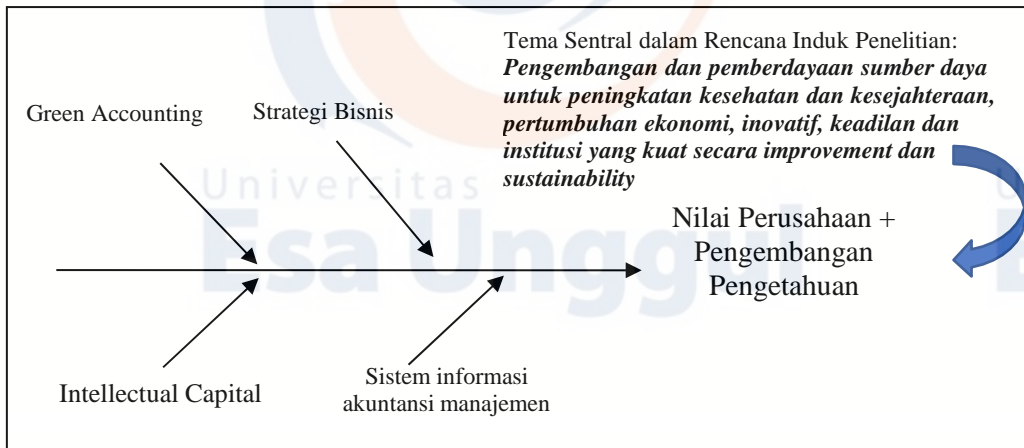 Tema Sentral dalam Rencana Induk Penelitian:
Pengembangan dan pemberdayaan sumber daya
untuk peningkatan kesehatan dan kesejahteraan,
pertumbuhan ekonomi, inovatif, keadilan dan
institusi yang kuat secara improvement dan
sustainability
Green Accounting
Strategi Bisnis
Universitas
Esa Unggul
Nilai Perusahaan +
Pengembangan
Pengetahuan
Intellectual Capital
Sistem informasi
akuntansi manajemen